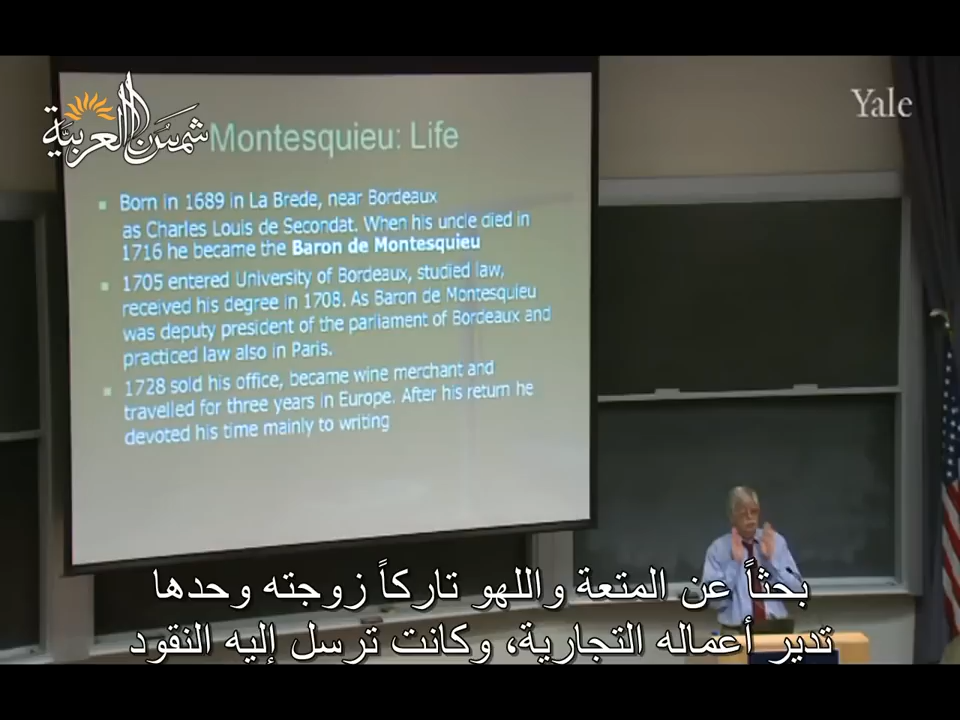 شمس العربية
Yale
Montesquieu: Life
Born in 1689 in La Brede, near Bordeaux
as Charles Louis de Secondat. When his uncle died in
1716 he became the Baron de Montesquieu
1705 entered University of Bordeaux, studied law,
received his degree in 1708. As Baron de Montesquieu
was deputy president of the parliament of Bordeaux and
practiced law also in Paris.
1728 sold his office, became wine merchant and
travelled for three years in Europe. After his return he
devoted his time mainly to writing
بحثاً عن المتعة واللهو تاركاً زوجته وحدها
تدير أعماله التجارية، وكانت ترسل إليه النقود